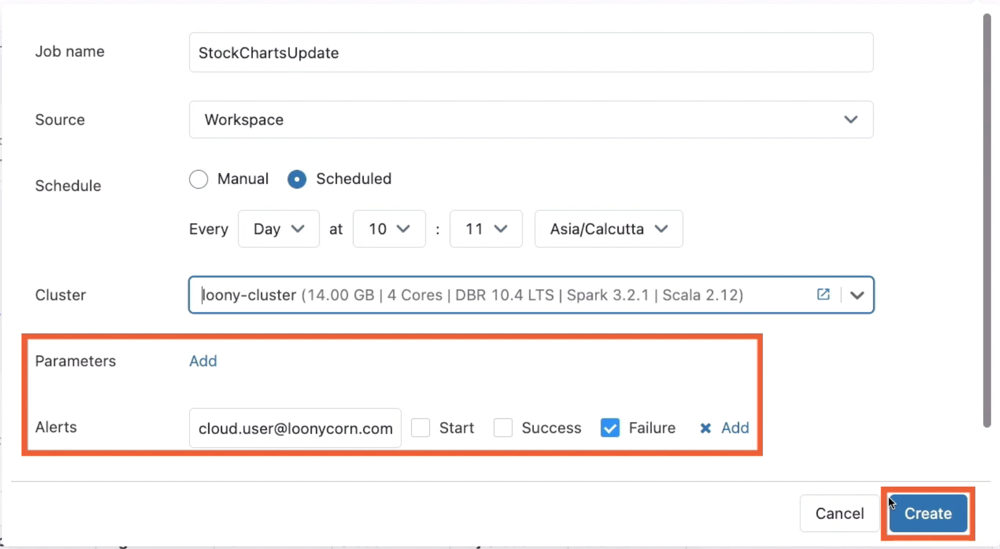 Job name
StockChartsUpdate
Source
Workspace
Schedule
Manual
Scheduled
Every Day at 10 : 11 Asia/Calcutta
Cluster
loony-cluster (14.00 GB | 4 Cores | DBR 10.4 LTS | Spark 3.2.1 | Scala 2.12)
Parameters
Add
Alerts
cloud.user@loonycorn.com
Start
Success
Failure
Add
Cancel
Create